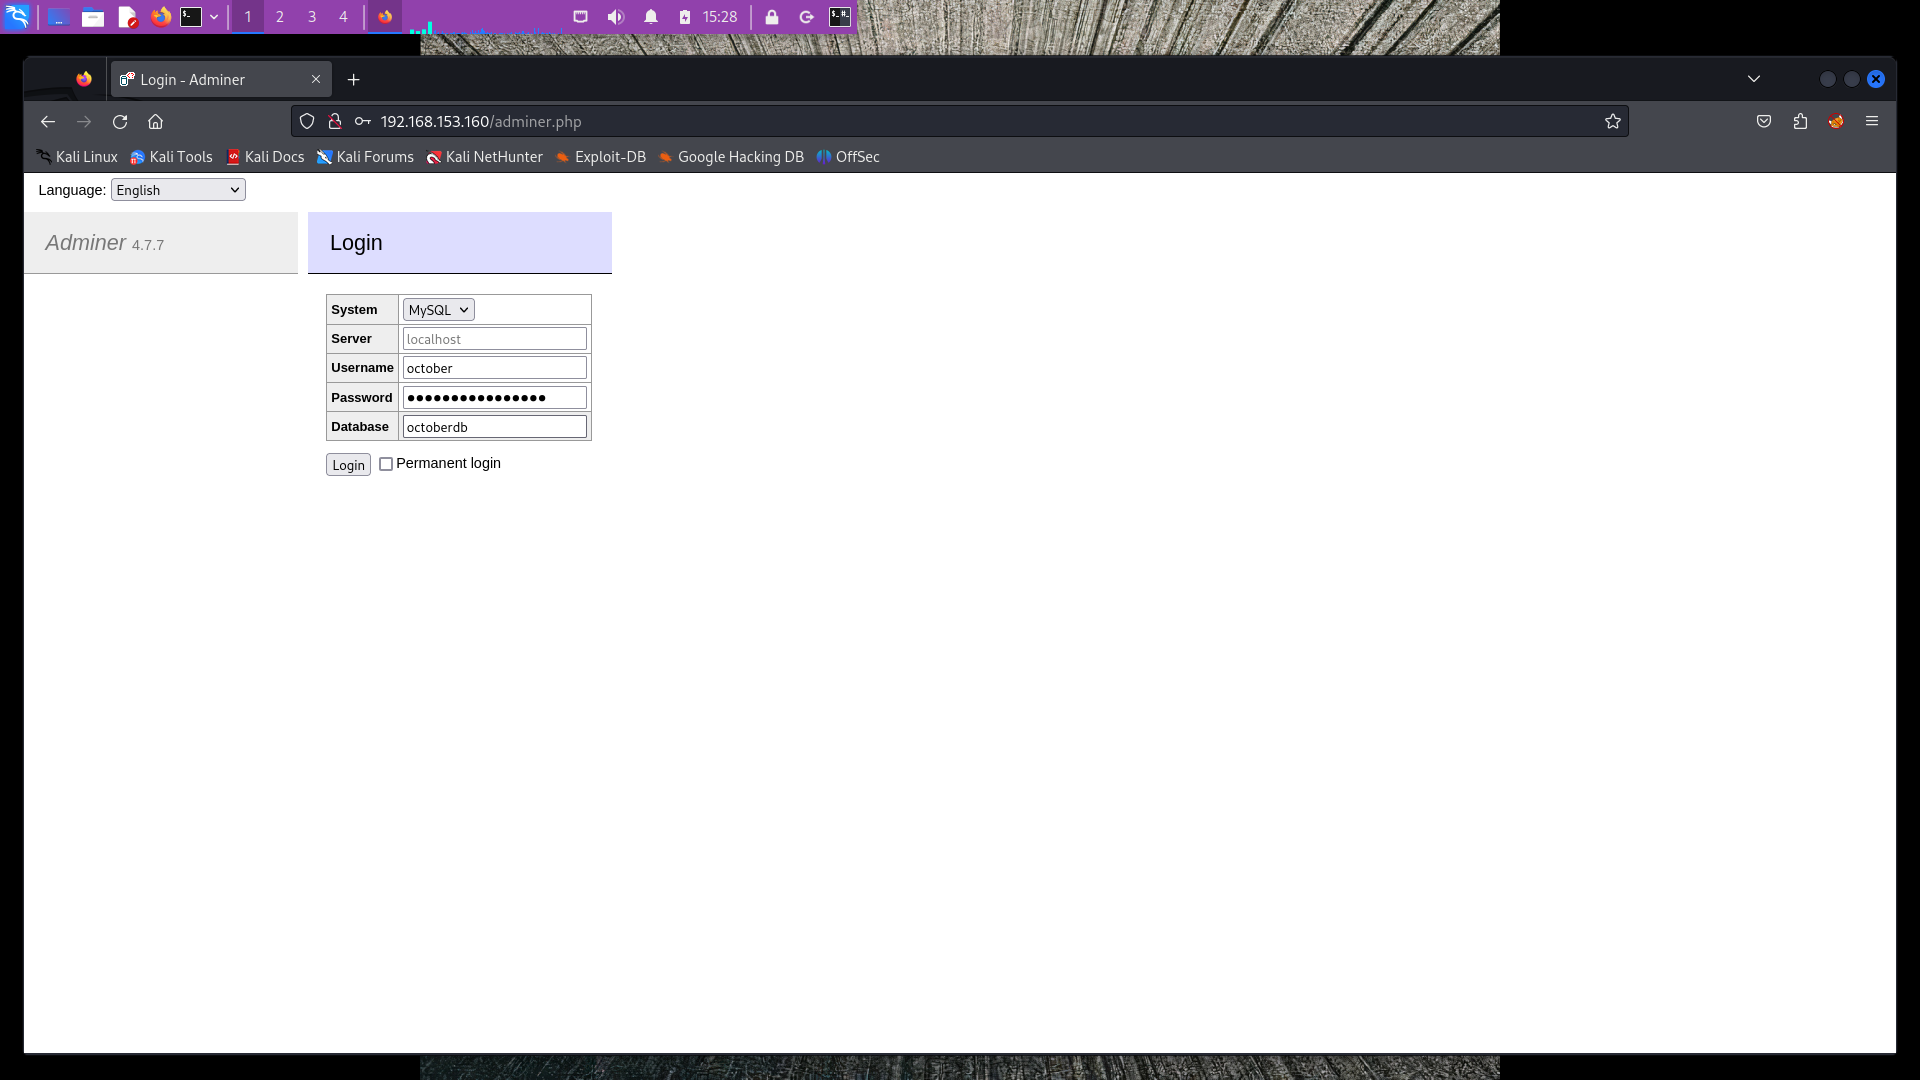 1 2 3 4 15:28
Login - Adminer
192.168.153.160/adminer.php
Kali Linux Kali Tools Kali Docs Kali Forums Kali NetHunter Exploit-DB Google Hacking DB OffSec
Language: English
Adminer 4.7.7
Login
System MySQL
Server localhost
Username october
Password ●●●●●●●●●●●●●●●●
Database octoberdb
Login Permanent login